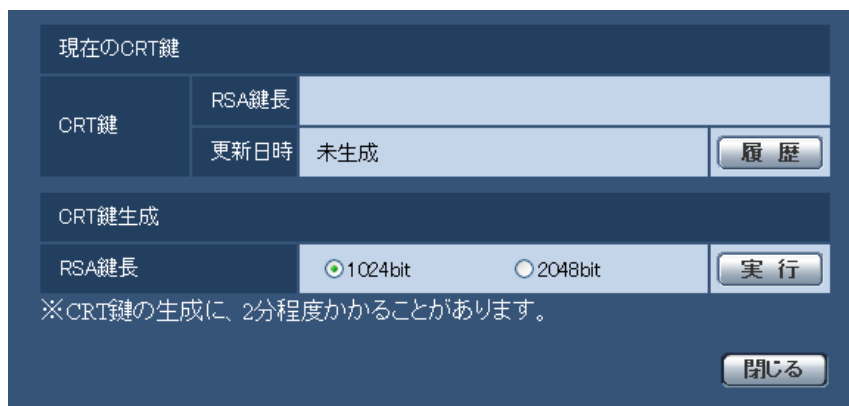 現在のCRT鍵
CRT鍵
RSA鍵長
更新日時 未生成 履 歴
CRT鍵生成
RSA鍵長 1024bit 2048bit 実 行
※CRT鍵の生成に、2分程度かかることがあります。
閉じる